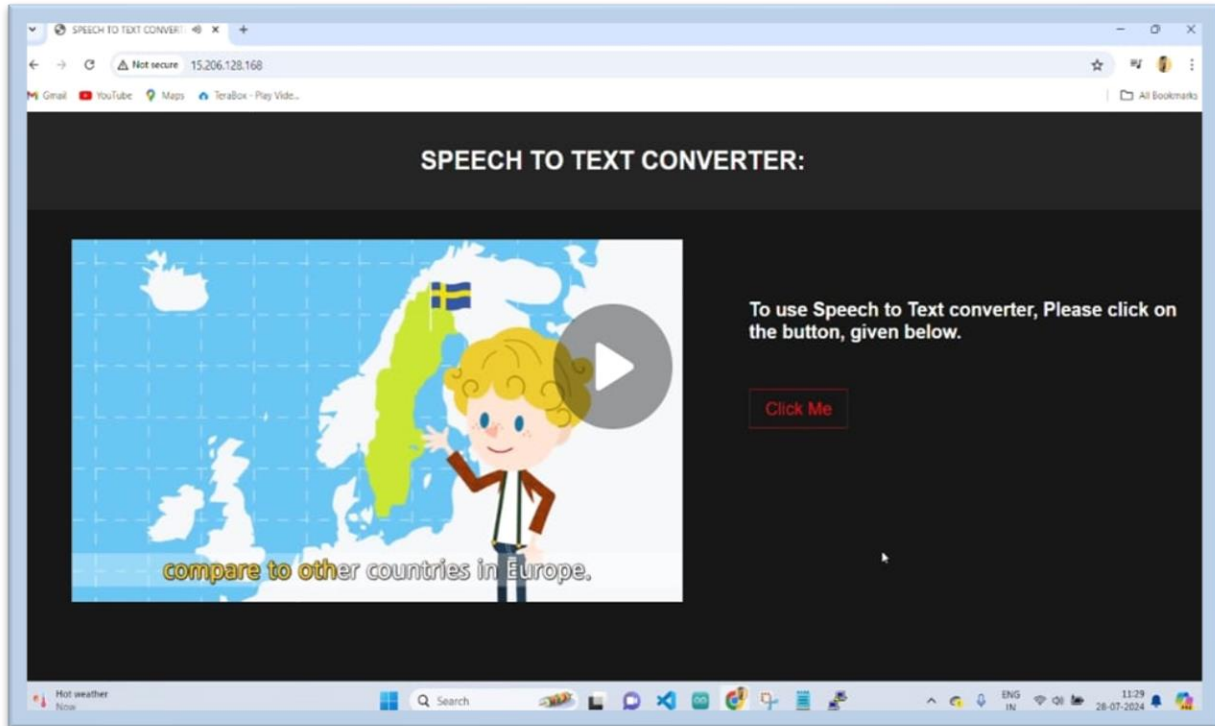 SPEECH TO TEXT CONVERT
Not secure 15.206.128.168
Gmail YouTube Maps TeraBox - Play Vide... All Bookmarks
SPEECH TO TEXT CONVERTER:
To use Speech to Text converter, Please click on
the button, given below.
Click Me
compare to other countries in Europe.
Hot weather
Now
Search
ENG
IN
11:29
28-07-2024